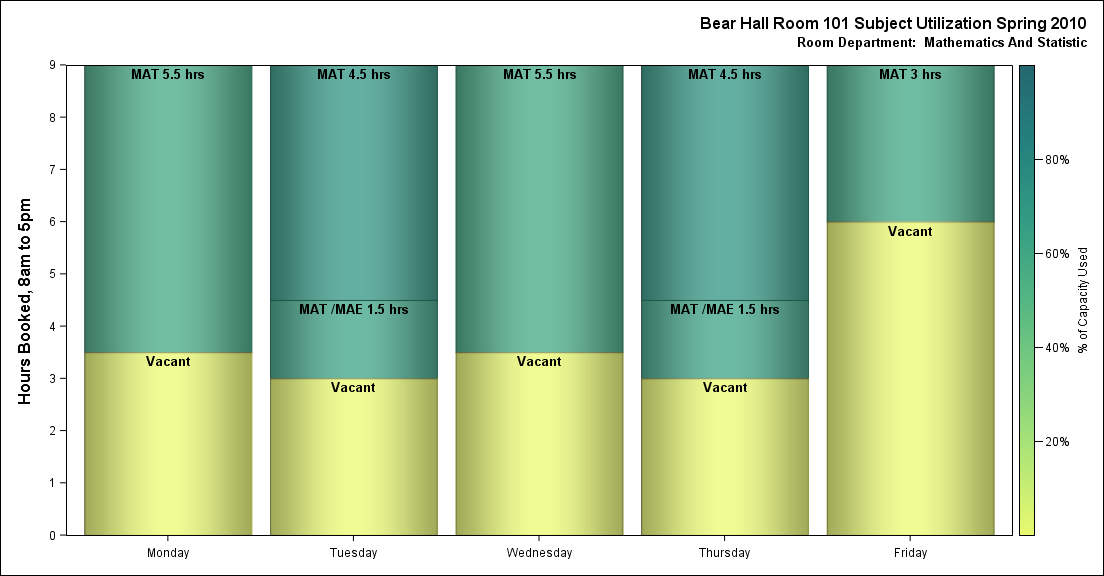 Bear Hall Room 101 Subject Utilization Spring 2010
Room Department:  Mathematics And Statistic
Hours Booked, 8am to 5pm
9
8
7
6
5
4
3
2
1
0
MAT 5.5 hrs
Vacant
MAT 4.5 hrs
MAT /MAE 1.5 hrs
Vacant
MAT 5.5 hrs
Vacant
MAT 4.5 hrs
MAT /MAE 1.5 hrs
Vacant
MAT 3 hrs
Vacant
Monday
Tuesday
Wednesday
Thursday
Friday
80%
60%
40%
20%
% of Capacity Used